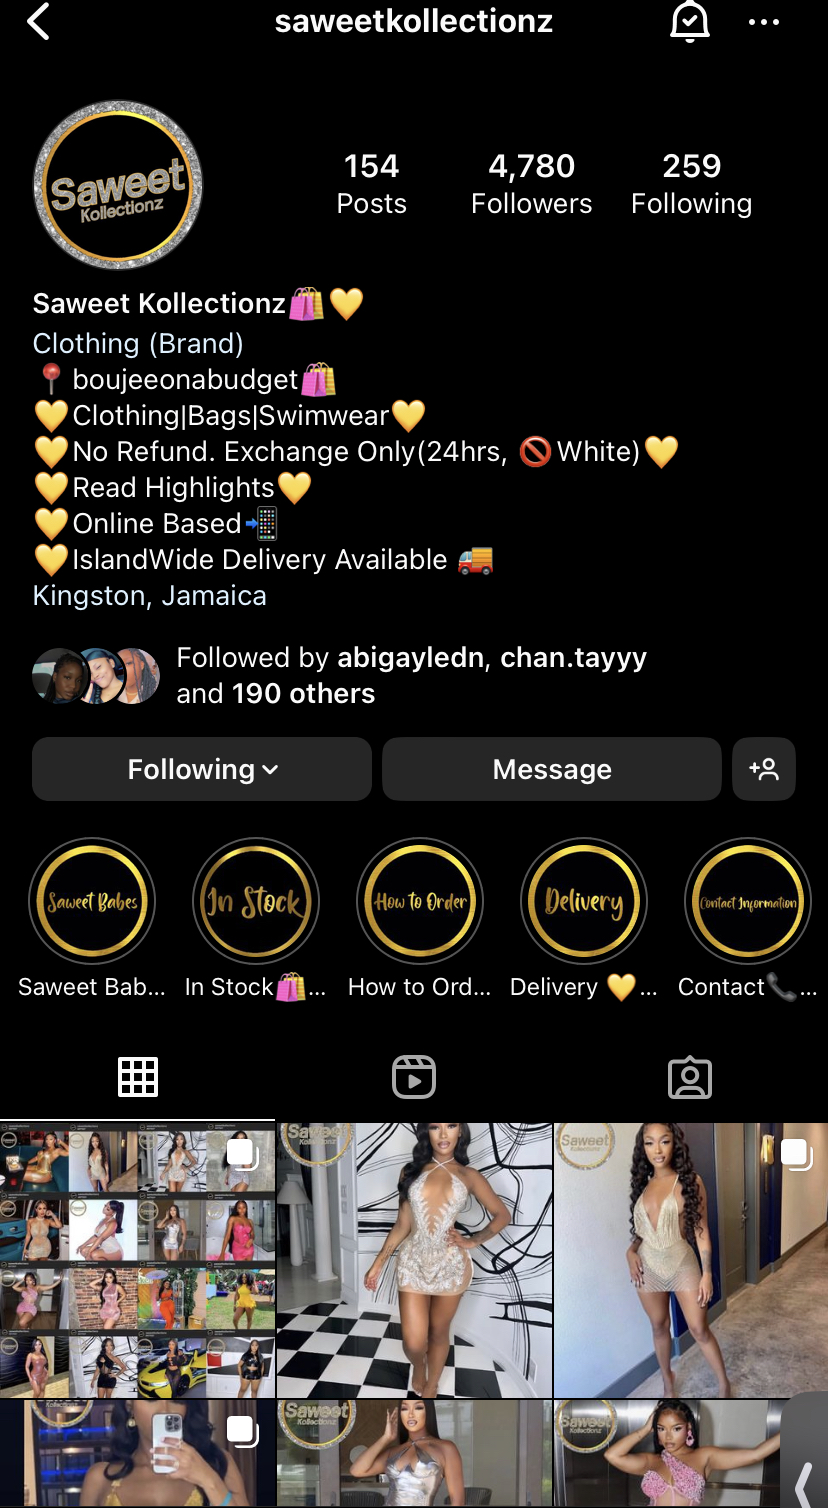 saweetkollectionz
Saweet
Kollectionz
154
Posts
4,780
Followers
259
Following
Saweet Kollectionz🛍️💛
Clothing (Brand)
📍boujeeonabudget🛍️
💛Clothing|Bags|Swimwear💛
💛No Refund. Exchange Only(24hrs, 🚫White)💛
💛Read Highlights💛
💛Online Based📲
💛IslandWide Delivery Available 🚚
Kingston, Jamaica
Followed by abigayledn, chan.tayyy
and 190 others
Following
Message
Saweet Babes
In Stock
How to Order
Delivery
Contact Information
Saweet Bab...
In Stock🛍️...
How to Ord...
Delivery 💛...
Contact📞...
Saweet
Kollectionz
Saweet
Kollectionz
Kollectionz
Saweet
Kollectionz
Saweet
Kollectionz